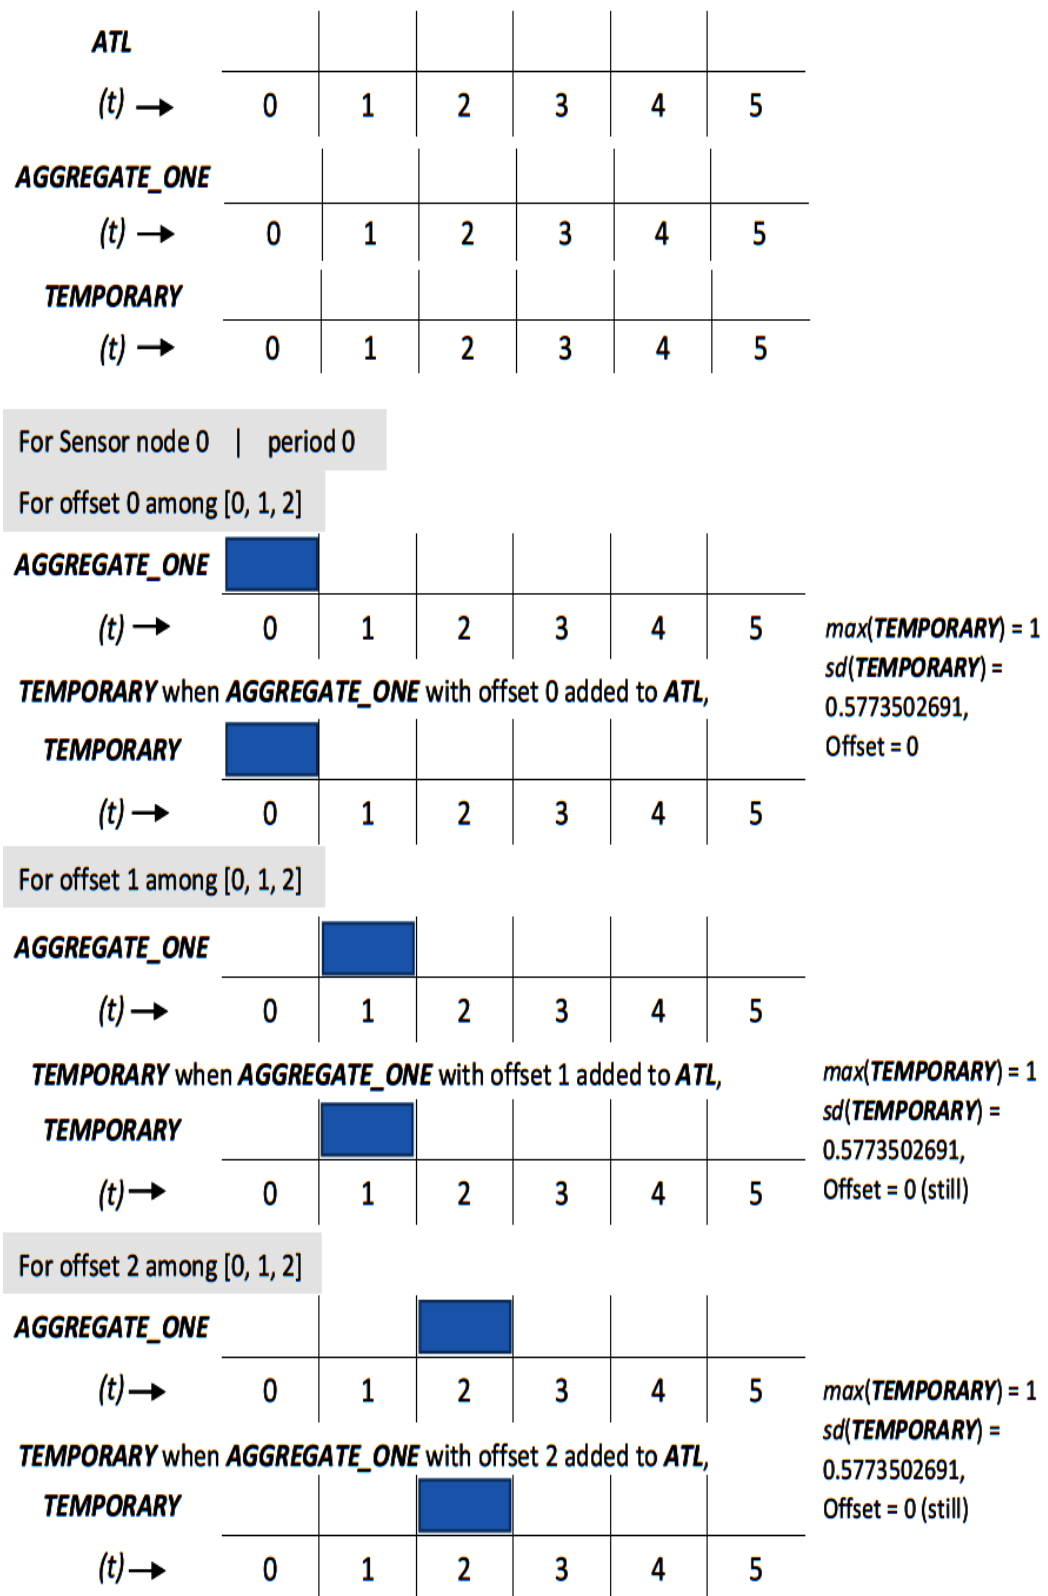 ATL
(t) → 0 1 2 3 4 5
AGGREGATE_ONE
(t) → 0 1 2 3 4 5
TEMPORARY
(t) → 0 1 2 3 4 5
For Sensor node 0 | period 0
For offset 0 among [0, 1, 2]
AGGREGATE_ONE
(t) → 0 1 2 3 4 5
TEMPORARY when AGGREGATE_ONE with offset 0 added to ATL,
TEMPORARY
(t) → 0 1 2 3 4 5
max(TEMPORARY) = 1
sd(TEMPORARY) =
0.5773502691,
Offset = 0
For offset 1 among [0, 1, 2]
AGGREGATE_ONE
(t) → 0 1 2 3 4 5
TEMPORARY when AGGREGATE_ONE with offset 1 added to ATL,
TEMPORARY
(t) → 0 1 2 3 4 5
max(TEMPORARY) = 1
sd(TEMPORARY) =
0.5773502691,
Offset = 0 (still)
For offset 2 among [0, 1, 2]
AGGREGATE_ONE
(t) → 0 1 2 3 4 5
TEMPORARY when AGGREGATE_ONE with offset 2 added to ATL,
TEMPORARY
(t) → 0 1 2 3 4 5
max(TEMPORARY) = 1
sd(TEMPORARY) =
0.5773502691,
Offset = 0 (still)